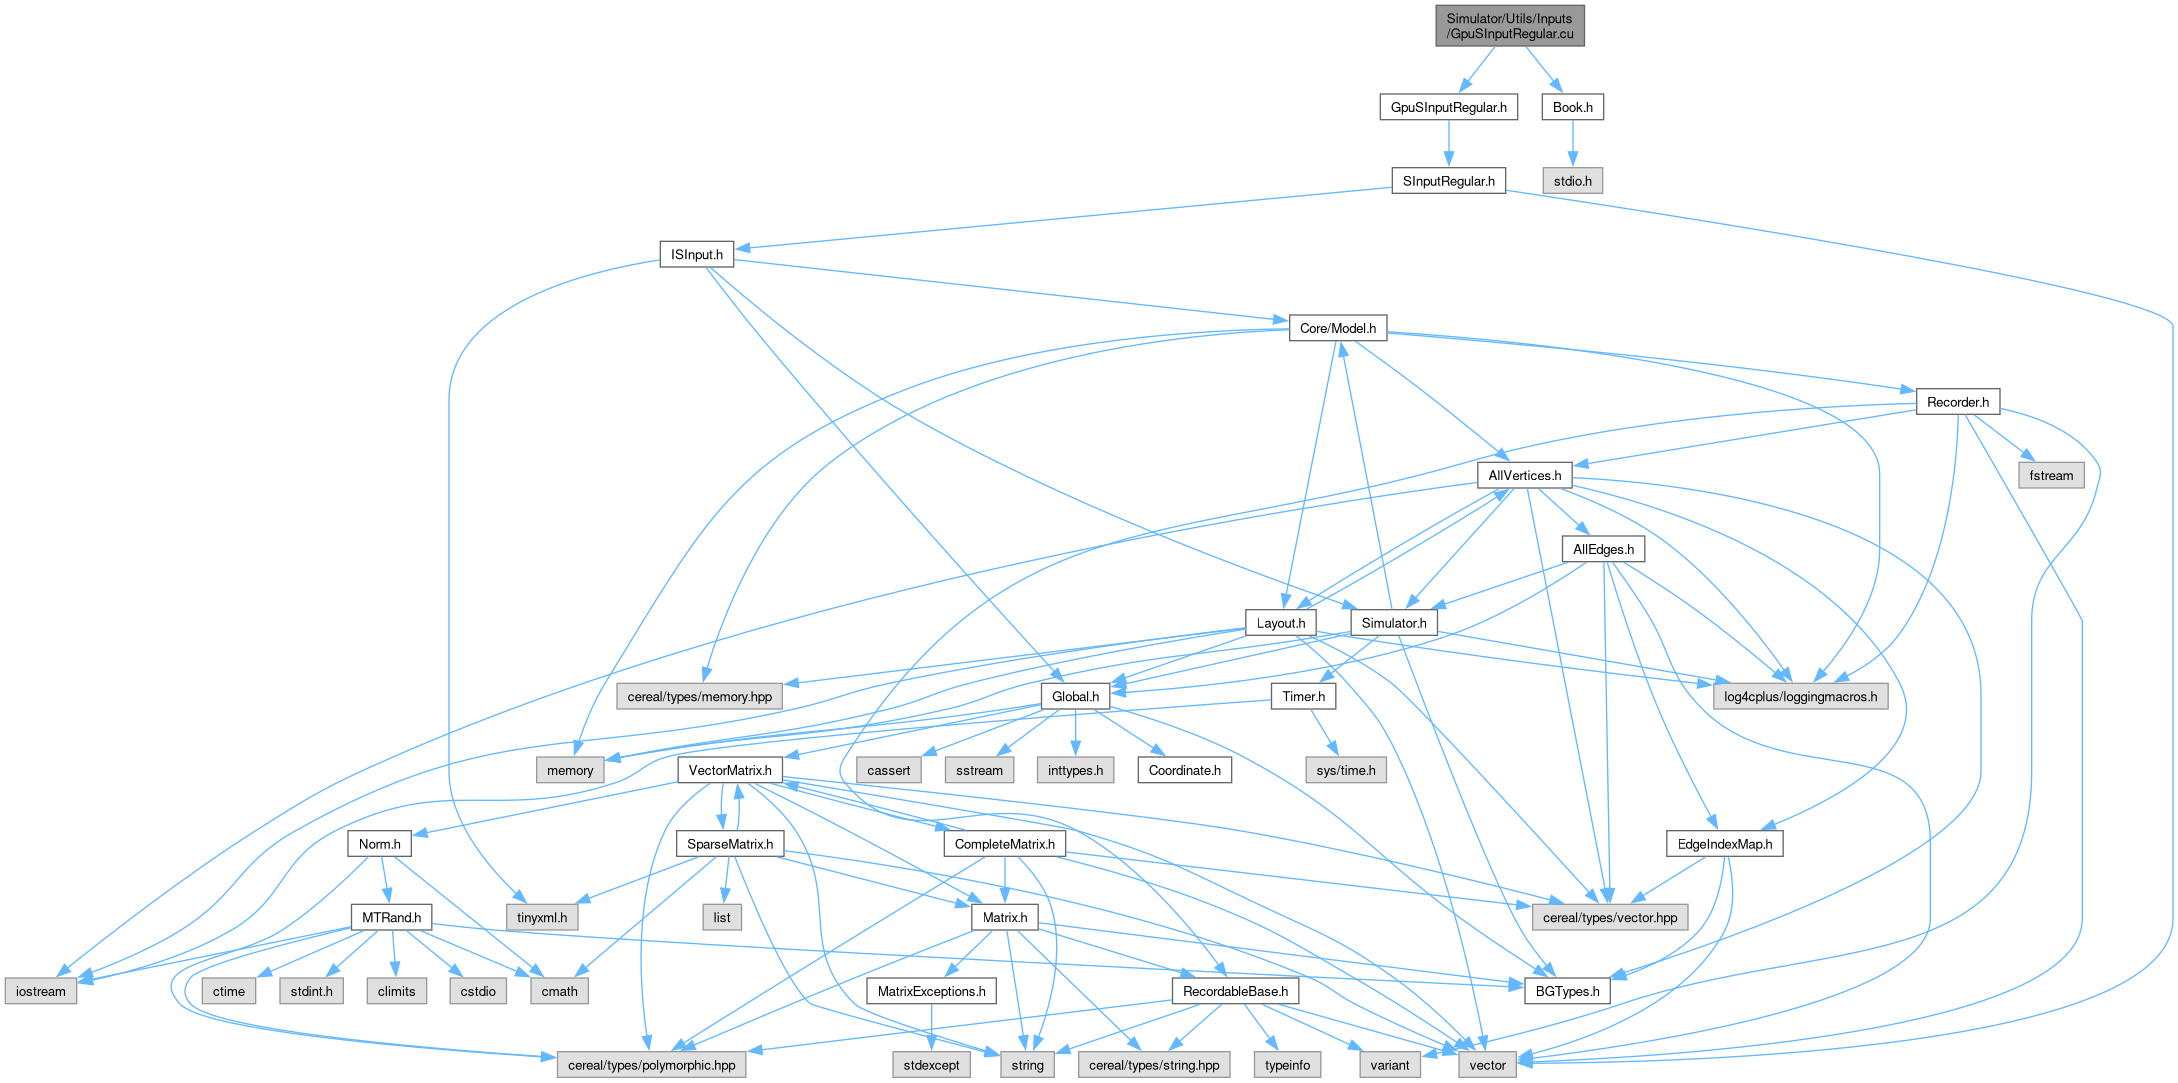 Simulator/Utils/Inputs
/GpuSInputRegular.cu
GpuSInputRegular.h
Book.h
SInputRegular.h
stdio.h
ISInput.h
Core/Model.h
Recorder.h
AllVertices.h
fstream
AllEdges.h
Layout.h
Simulator.h
cereal/types/memory.hpp
Global.h
Timer.h
log4cplus/loggingmacros.h
memory
VectorMatrix.h
cassert
sstream
inttypes.h
Coordinate.h
sys/time.h
Norm.h
SparseMatrix.h
CompleteMatrix.h
EdgeIndexMap.h
MTRand.h
tinyxml.h
list
Matrix.h
cereal/types/vector.hpp
iostream
ctime
stdint.h
climits
cstdio
cmath
MatrixExceptions.h
RecordableBase.h
BGTypes.h
cereal/types/polymorphic.hpp
stdexcept
string
cereal/types/string.hpp
typeinfo
variant
vector